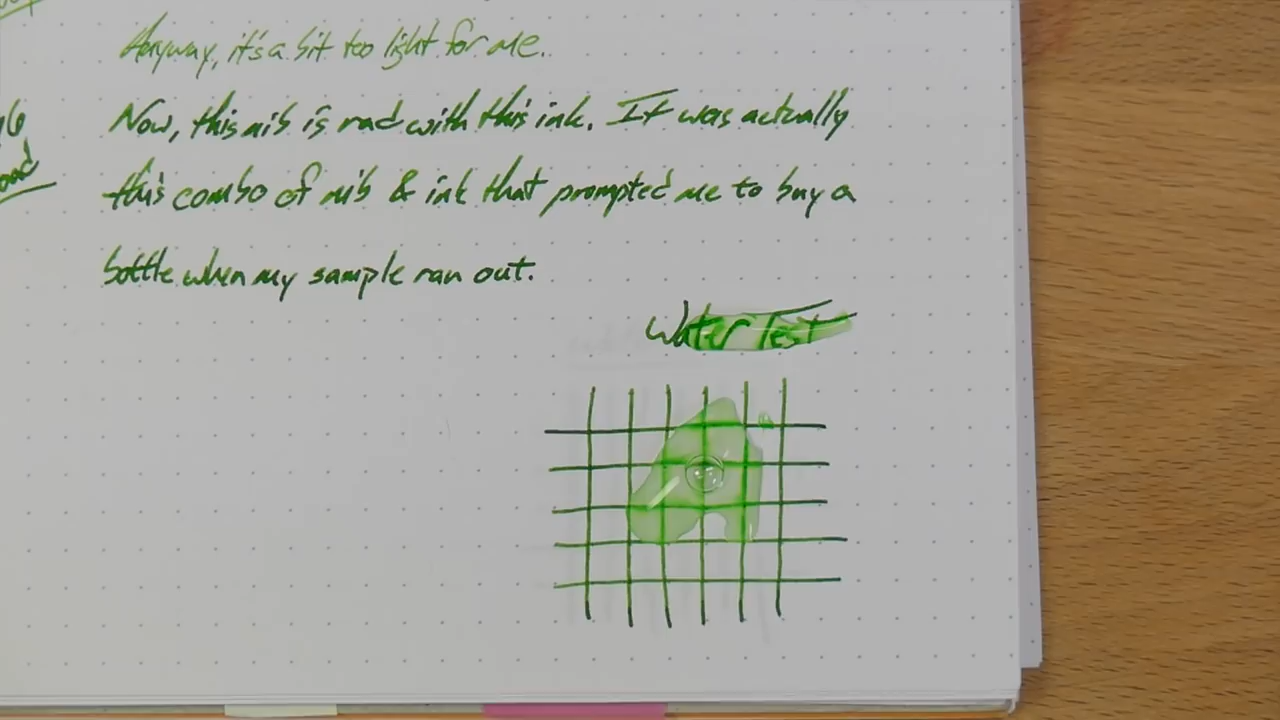 Anyway, it's a bit too light for me.
Now, this nib is rad with this ink. It was actually
this combo of nib & ink that prompted me to buy a
bottle when my sample ran out.
Water Test